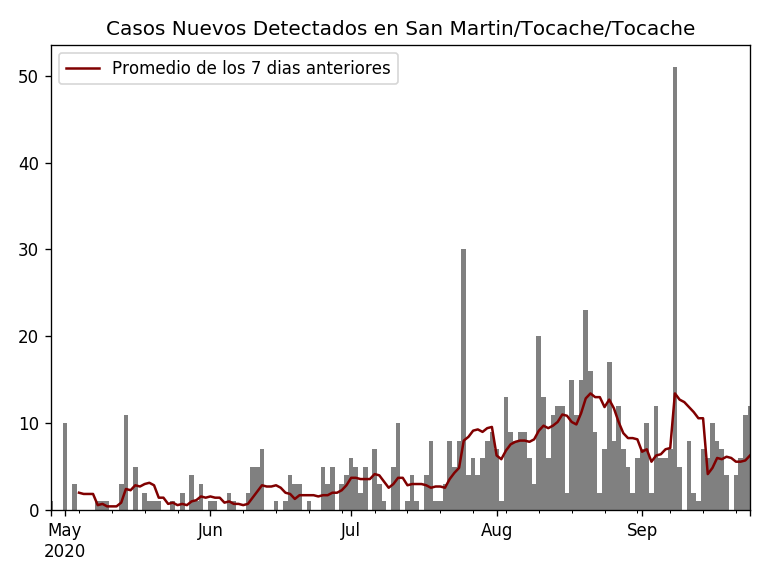 Casos Nuevos Detectados en San Martin/Tocache/Tocache
Promedio de los 7 dias anteriores
50
40
30
20
10
0
May Jun Jul Aug Sep
2020